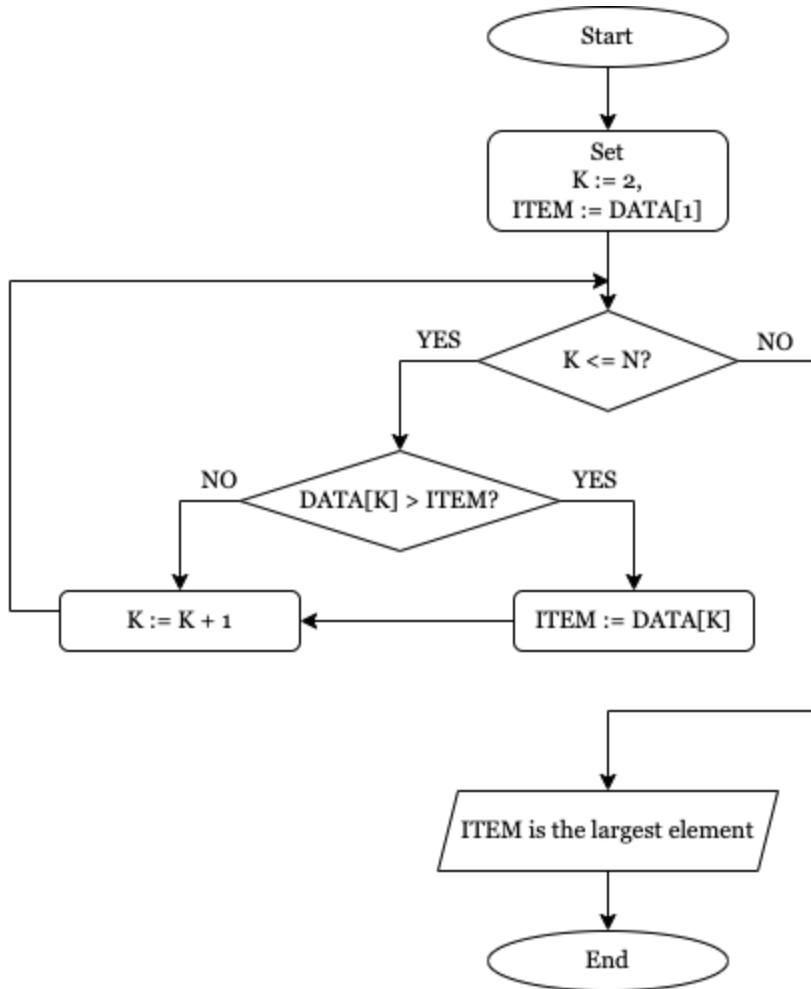 Start
Set
K := 2,
ITEM := DATA[1]
YES
K <= N?
NO
NO
DATA[K] > ITEM?
YES
K := K + 1
ITEM := DATA[K]
ITEM is the largest element
End